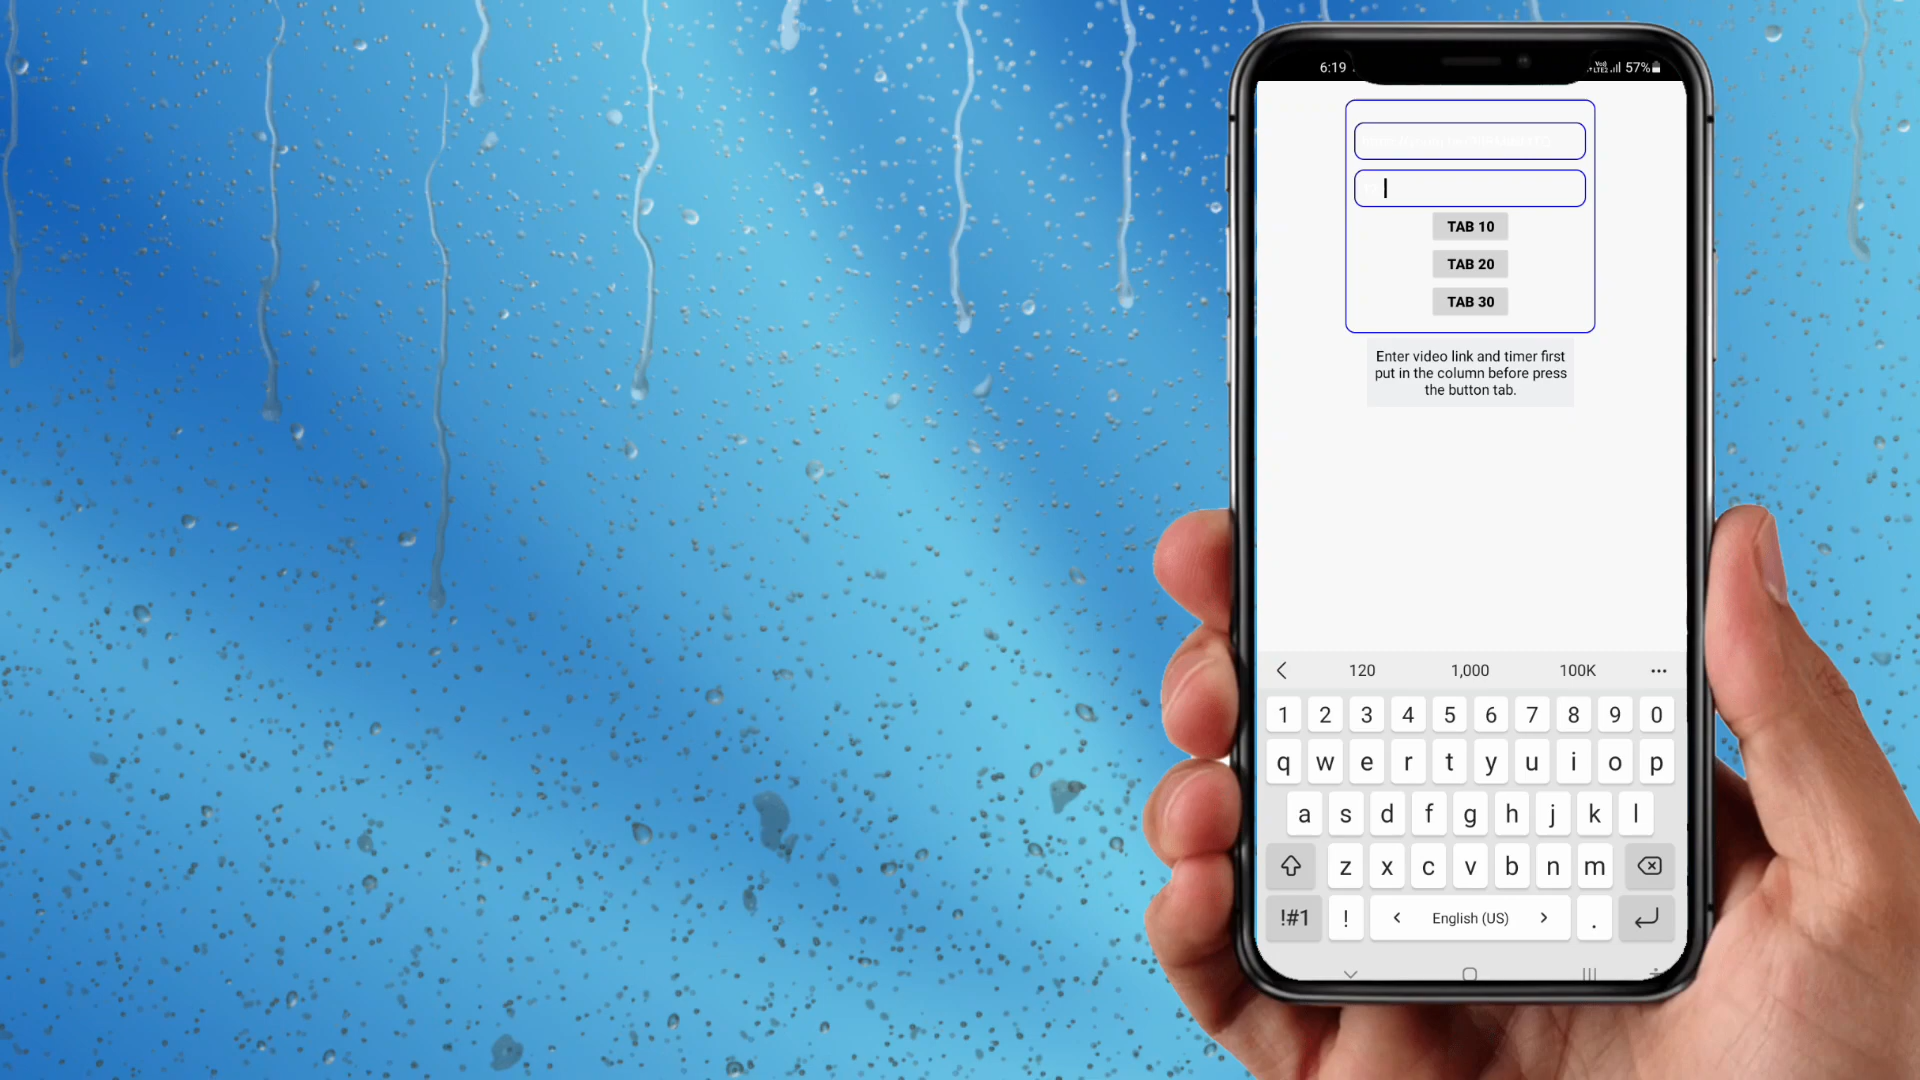 6:19
Vo)
LTE2
57%
TAB 10
TAB 20
TAB 30
Enter video link and timer first
put in the column before press
the button tab.
120
1,000
100K
1 2 3 4 5 6 7 8 9 0
q w e r t y u i o p
a s d f g h j k l
z x c v b n m
!#1 ! < English (US) > .